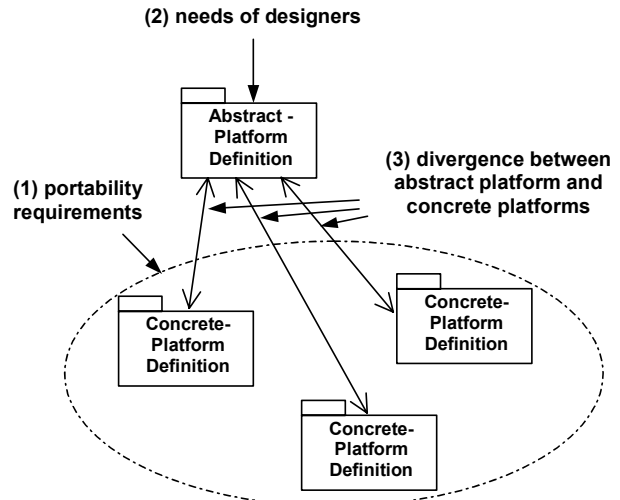 (2) needs of designers
Abstract -
Platform
Definition
(3) divergence between
abstract platform and
concrete platforms
(1) portability
requirements
Concrete-
Platform
Definition
Concrete-
Platform
Definition
Concrete-
Platform
Definition